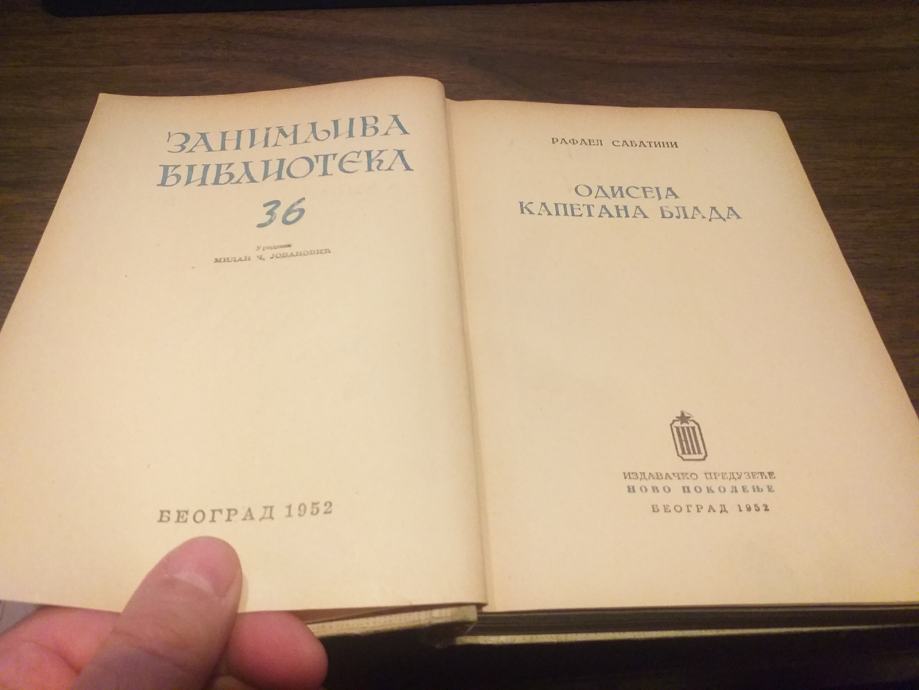 ЗАНИМЉИВА
БИБЛИОТЕКА
36
Уредник
МИЛАН Ч. ЈОВАНОВИЋ
БЕОГРАД 1952
РАФАЕЛ САБАТИНИ
ОДИСЕЈА
КАПЕТАНА БЛАДА
ИЗДАВАЧКО ПРЕДУЗЕЋЕ
НОВО ПОКОЛЕЊЕ
БЕОГРАД 1952